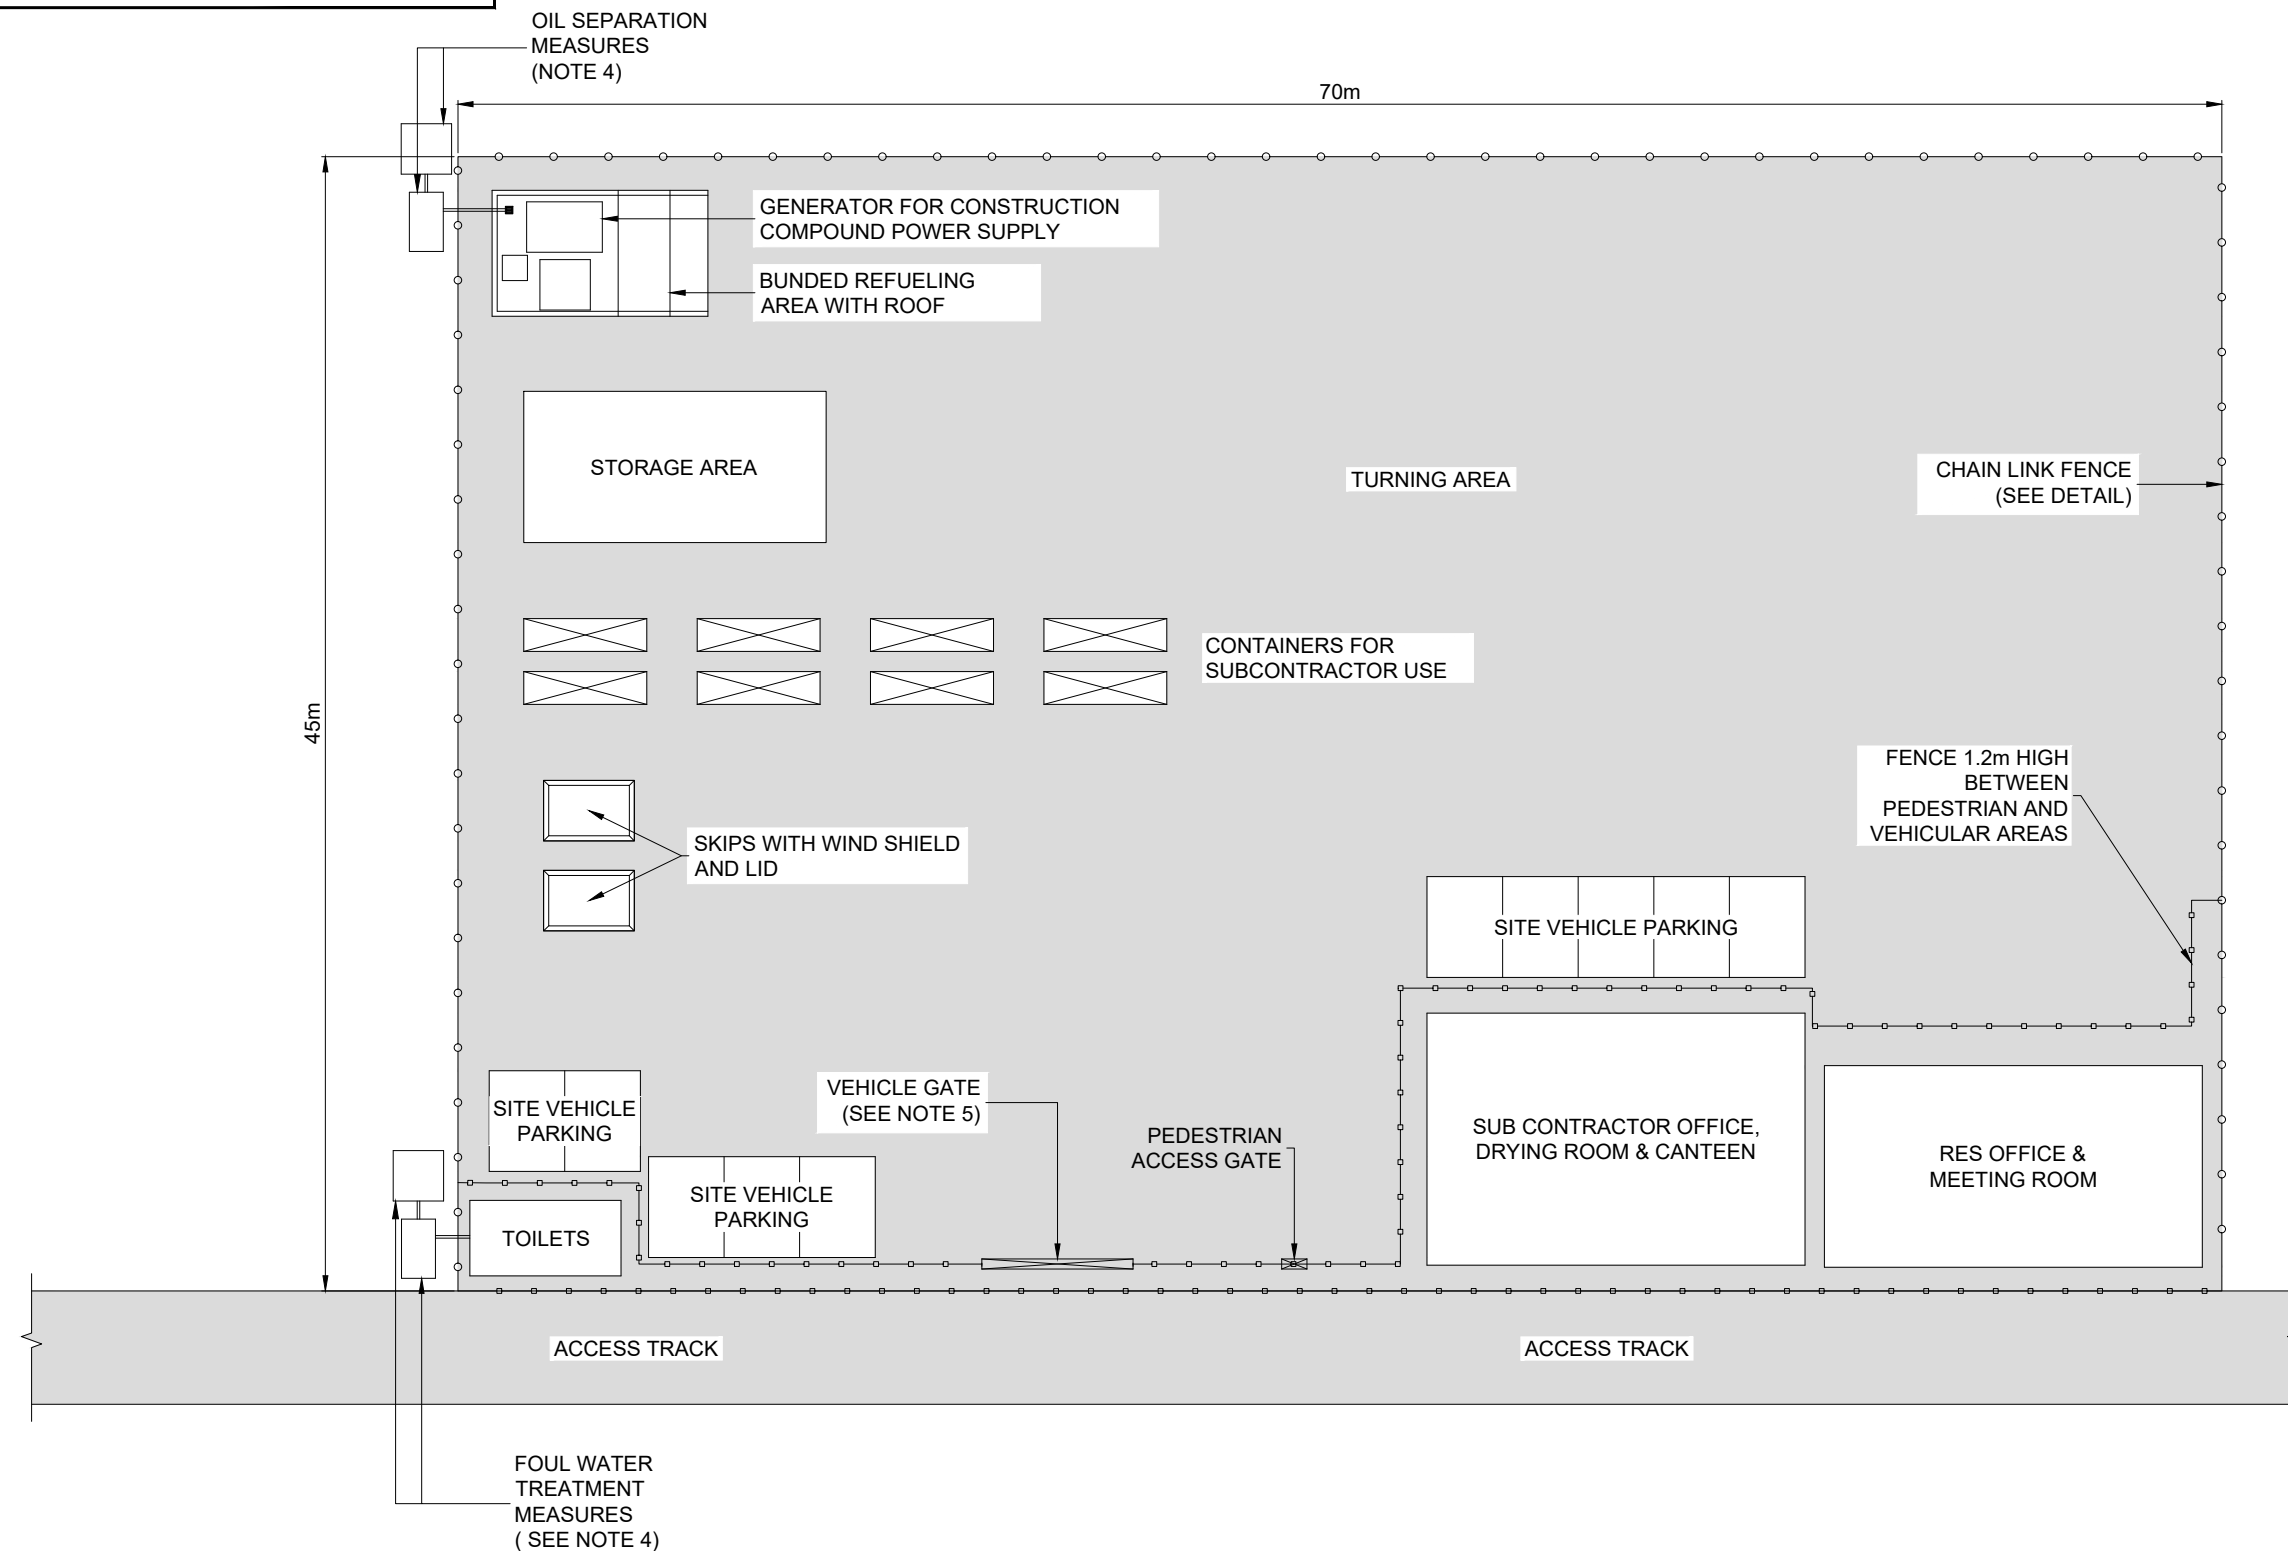 OIL SEPARATION
MEASURES
(NOTE 4)
70m
GENERATOR FOR CONSTRUCTION
COMPOUND POWER SUPPLY
BUNDED REFUELING
AREA WITH ROOF
STORAGE AREA
TURNING AREA
CHAIN LINK FENCE
(SEE DETAIL)
CONTAINERS FOR
SUBCONTRACTOR USE
45m
FENCE 1.2m HIGH
BETWEEN
PEDESTRIAN AND
VEHICULAR AREAS
SKIPS WITH WIND SHIELD
AND LID
SITE VEHICLE PARKING
SITE VEHICLE
PARKING
VEHICLE GATE
(SEE NOTE 5)
PEDESTRIAN
ACCESS GATE
SUB CONTRACTOR OFFICE,
DRYING ROOM & CANTEEN
RES OFFICE &
MEETING ROOM
SITE VEHICLE
PARKING
TOILETS
ACCESS TRACK
ACCESS TRACK
FOUL WATER
TREATMENT
MEASURES
( SEE NOTE 4)